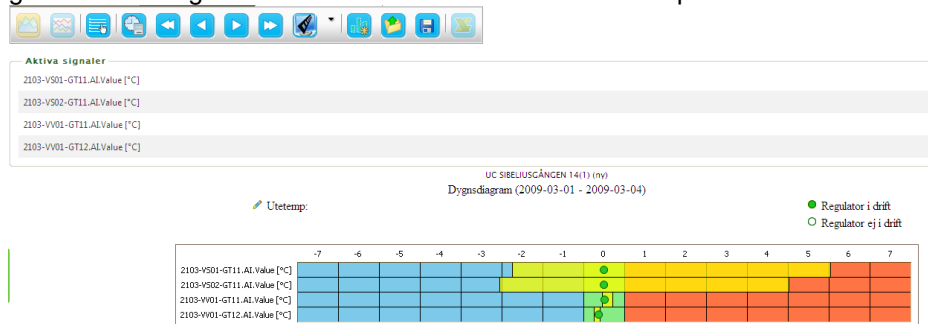 Aktiva signaler
2103-VS01-GT11.AI.Value [°C]
2103-VS02-GT11.AI.Value [°C]
2103-VV01-GT11.AI.Value [°C]
2103-VV01-GT12.AI.Value [°C]
UC SIBELIUSGÅNGEN 14(1) (ny)
Dygnsdiagram (2009-03-01 - 2009-03-04)
Utetemp:
Regulator i drift
Regulator ej i drift
-7 -6 -5 -4 -3 -2 -1 0 1 2 3 4 5 6 7
2103-VS01-GT11.AI.Value [°C]
2103-VS02-GT11.AI.Value [°C]
2103-VV01-GT11.AI.Value [°C]
2103-VV01-GT12.AI.Value [°C]